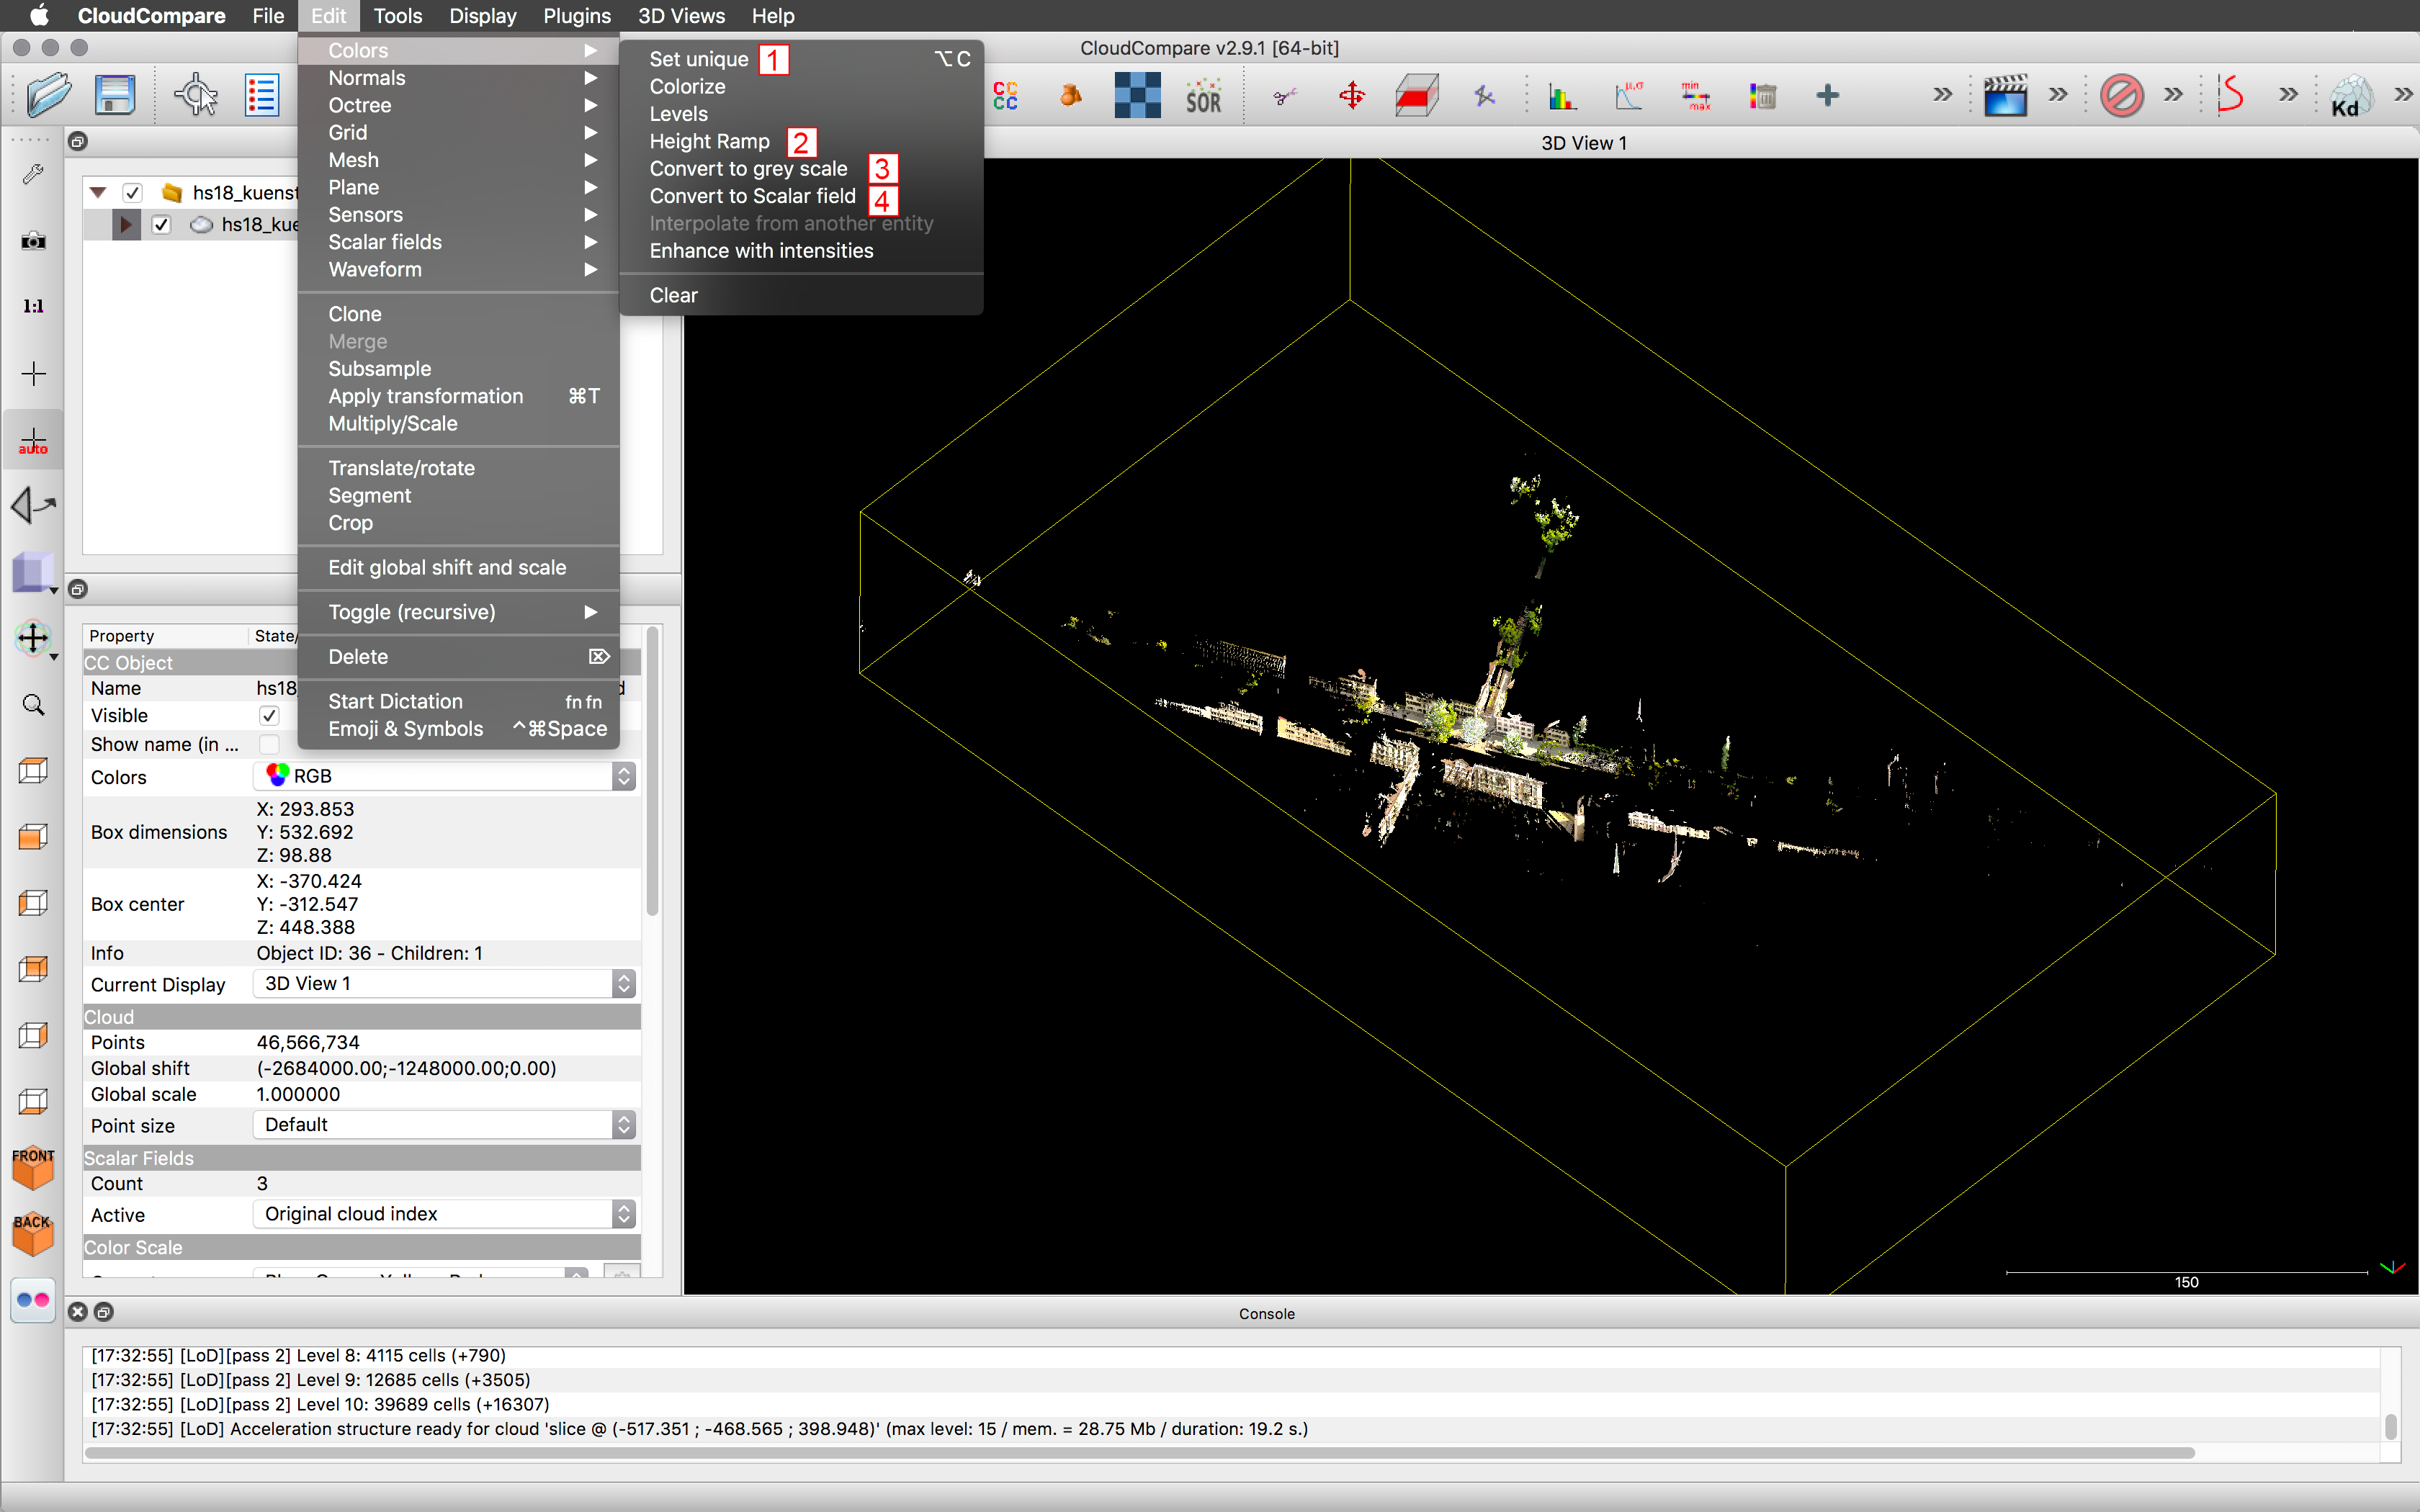 CloudCompare File Edit Tools Display Plugins 3D Views Help
CloudCompare v2.9.1 [64-bit]
Colors
Normals
Octree
Grid
Mesh
Plane
Sensors
Scalar fields
Waveform
Clone
Merge
Subsample
Apply transformation ⌘T
Multiply/Scale
Translate/rotate
Segment
Crop
Edit global shift and scale
Toggle (recursive)
Delete ⌦
Start Dictation fn fn
Emoji & Symbols ^⌘Space
Set unique 1 ⌥C
Colorize
Levels
Height Ramp 2
Convert to grey scale 3
Convert to Scalar field 4
Interpolate from another entity
Enhance with intensities
Clear
CC
CC
SOR
μ,σ
min
max
Kd
3D View 1
1:1
auto
FRONT
BACK
hs18_kuenst
hs18_kue
Property State/
CC Object
Name hs18
Visible
Show name (in ...
Colors RGB
Box dimensions X: 293.853
Y: 532.692
Z: 98.88
Box center X: -370.424
Y: -312.547
Z: 448.388
Info Object ID: 36 - Children: 1
Current Display 3D View 1
Cloud
Points 46,566,734
Global shift (-2684000.00;-1248000.00;0.00)
Global scale 1.000000
Point size Default
Scalar Fields
Count 3
Active Original cloud index
Color Scale
150
Console
[17:32:55] [LoD][pass 2] Level 8: 4115 cells (+790)
[17:32:55] [LoD][pass 2] Level 9: 12685 cells (+3505)
[17:32:55] [LoD][pass 2] Level 10: 39689 cells (+16307)
[17:32:55] [LoD] Acceleration structure ready for cloud 'slice @ (-517.351 ; -468.565 ; 398.948)' (max level: 15 / mem. = 28.75 Mb / duration: 19.2 s.)